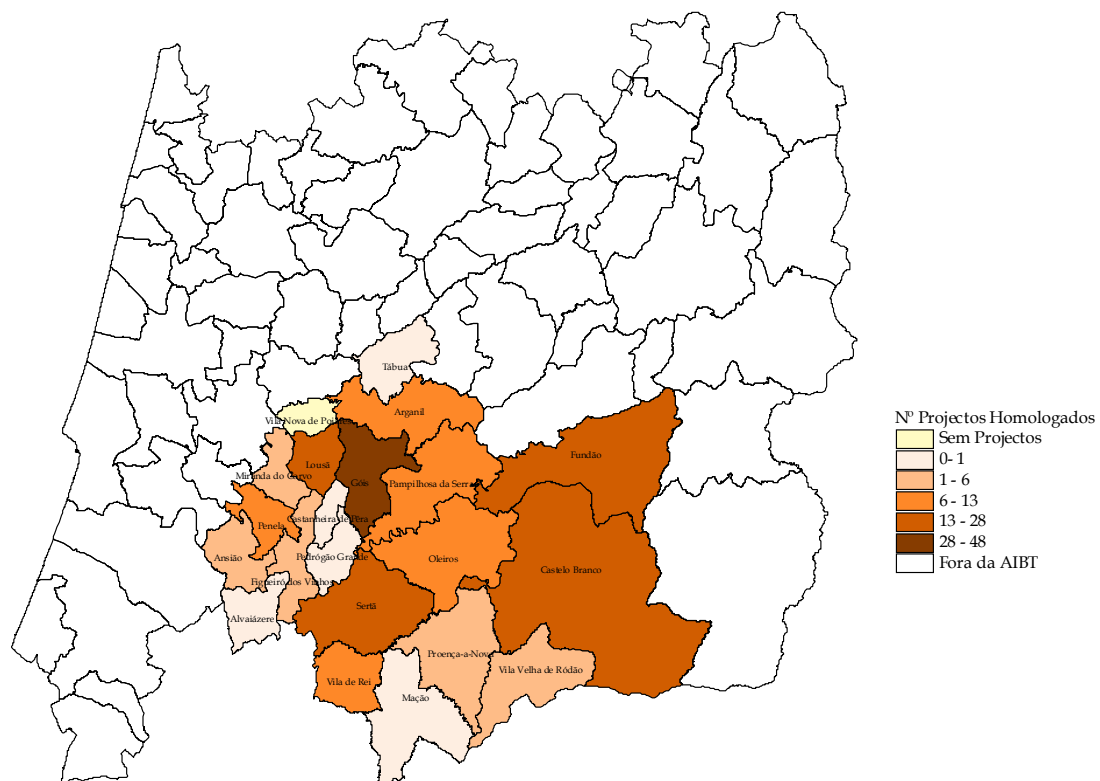 Tábua
Arganil
Vila Nova de Poiares
Fundão
Lousã
Miranda do Corvo
Góis
Pampilhosa da Serra
Castanheira de Pêra
Penela
Ansião
Pedrógão Grande
Oleiros
Castelo Branco
Figueiró dos Vinhos
Sertã
Alvaiázere
Proença-a-Nova
Vila Velha de Ródão
Vila de Rei
Mação
Nº Projectos Homologados
Sem Projectos
0- 1
1 - 6
6 - 13
13 - 28
28 - 48
Fora da AIBT